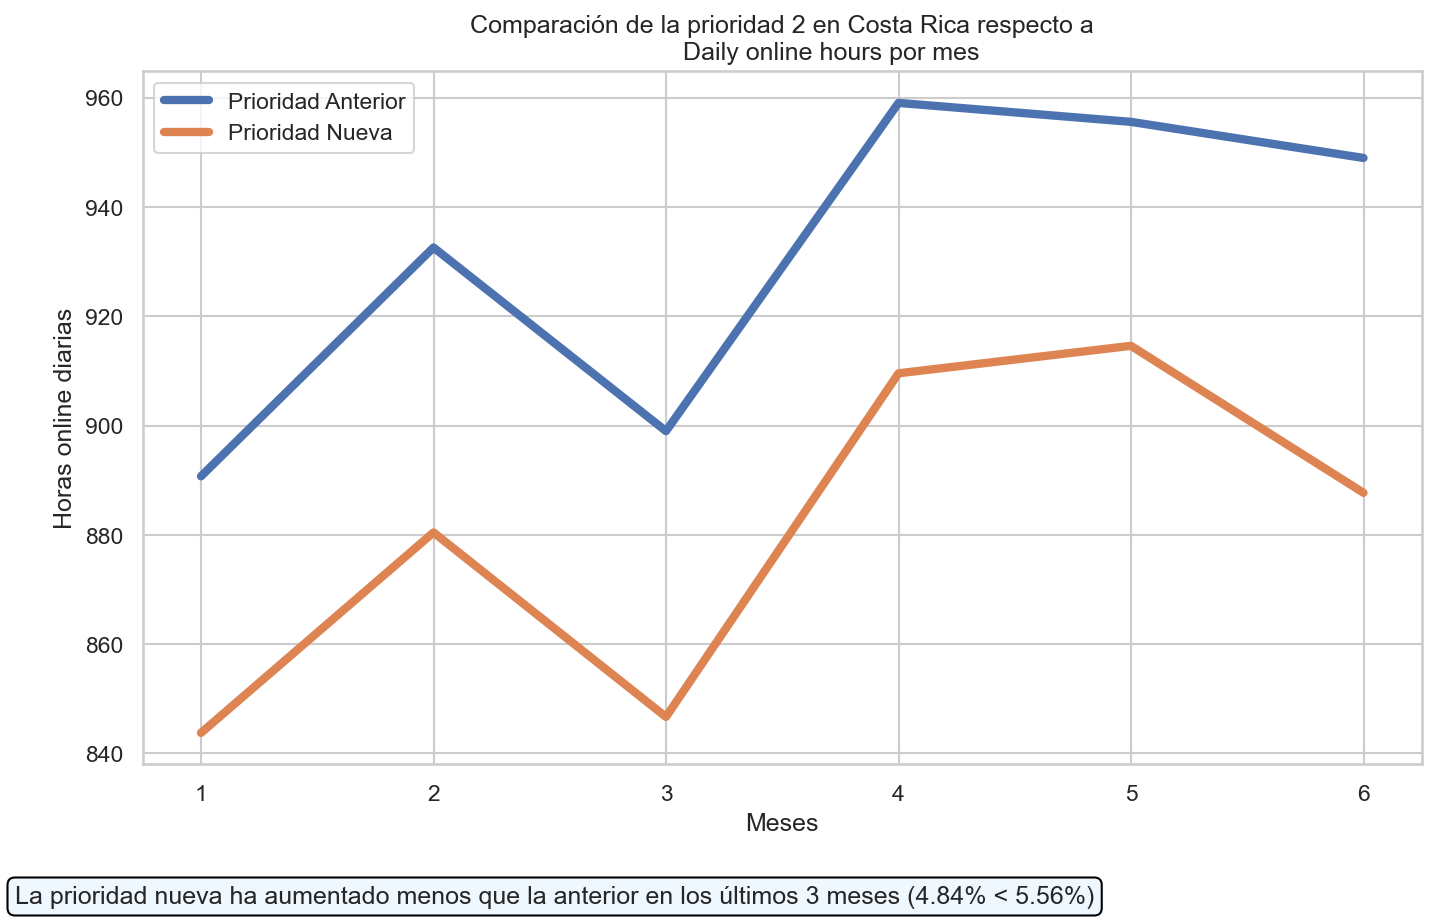 Comparación de la prioridad 2 en Costa Rica respecto a
Daily online hours por mes
Prioridad Anterior
Prioridad Nueva
960
940
920
900
880
860
840
Horas online diarias
1 2 3 4 5 6
Meses
La prioridad nueva ha aumentado menos que la anterior en los últimos 3 meses (4.84% < 5.56%)